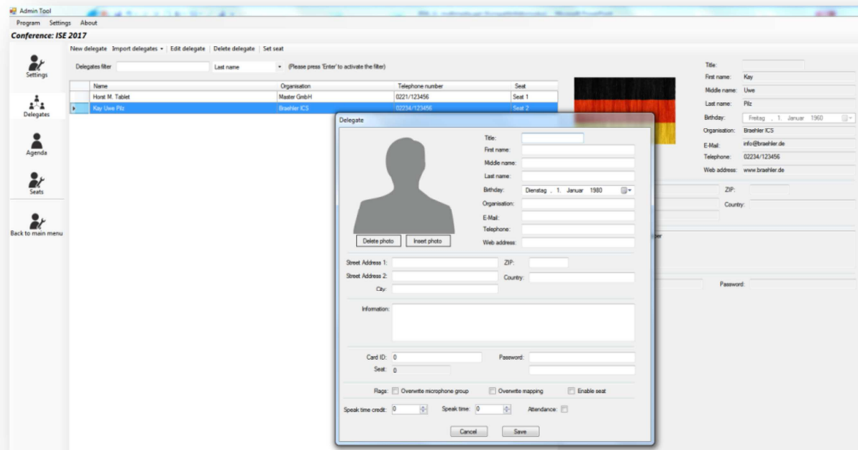 Admin Tool
Program Settings About
Conference: ISE 2017
New delegate Import delegates Edit delegate Delete delegate Set seat
Delegates filter Last name (Please press 'Enter' to activate the filter)
Name Organisation Telephone number Seat
Horst M. Tablet Master GmbH 0221/123456 Seat 1
Kay Uwe Pilz Braehler ICS 02234/123456 Seat 2
Settings
Delegates
Agenda
Seats
Back to main menu
Title:
First name: Kay
Middle name: Uwe
Last name: Pilz
Birthday: Freitag , 1. Januar 1960
Organisation: Braehler ICS
E-Mail: info@braehler.de
Telephone: 02234/123456
Web address: www.braehler.de
ZIP:
Country:
Password:
Delegate
Title:
First name:
Middle name:
Last name:
Birthday: Dienstag , 1. Januar 1980
Organisation:
E-Mail:
Telephone:
Web address:
Delete photo Insert photo
Street Address 1: ZIP:
Street Address 2: Country:
City:
Information:
Card ID: 0 Password:
Seat: 0
Flags: Overwrite microphone group Overwrite mapping Enable seat
Speak time credit: 0 Speak time: 0 Attendance:
Cancel Save